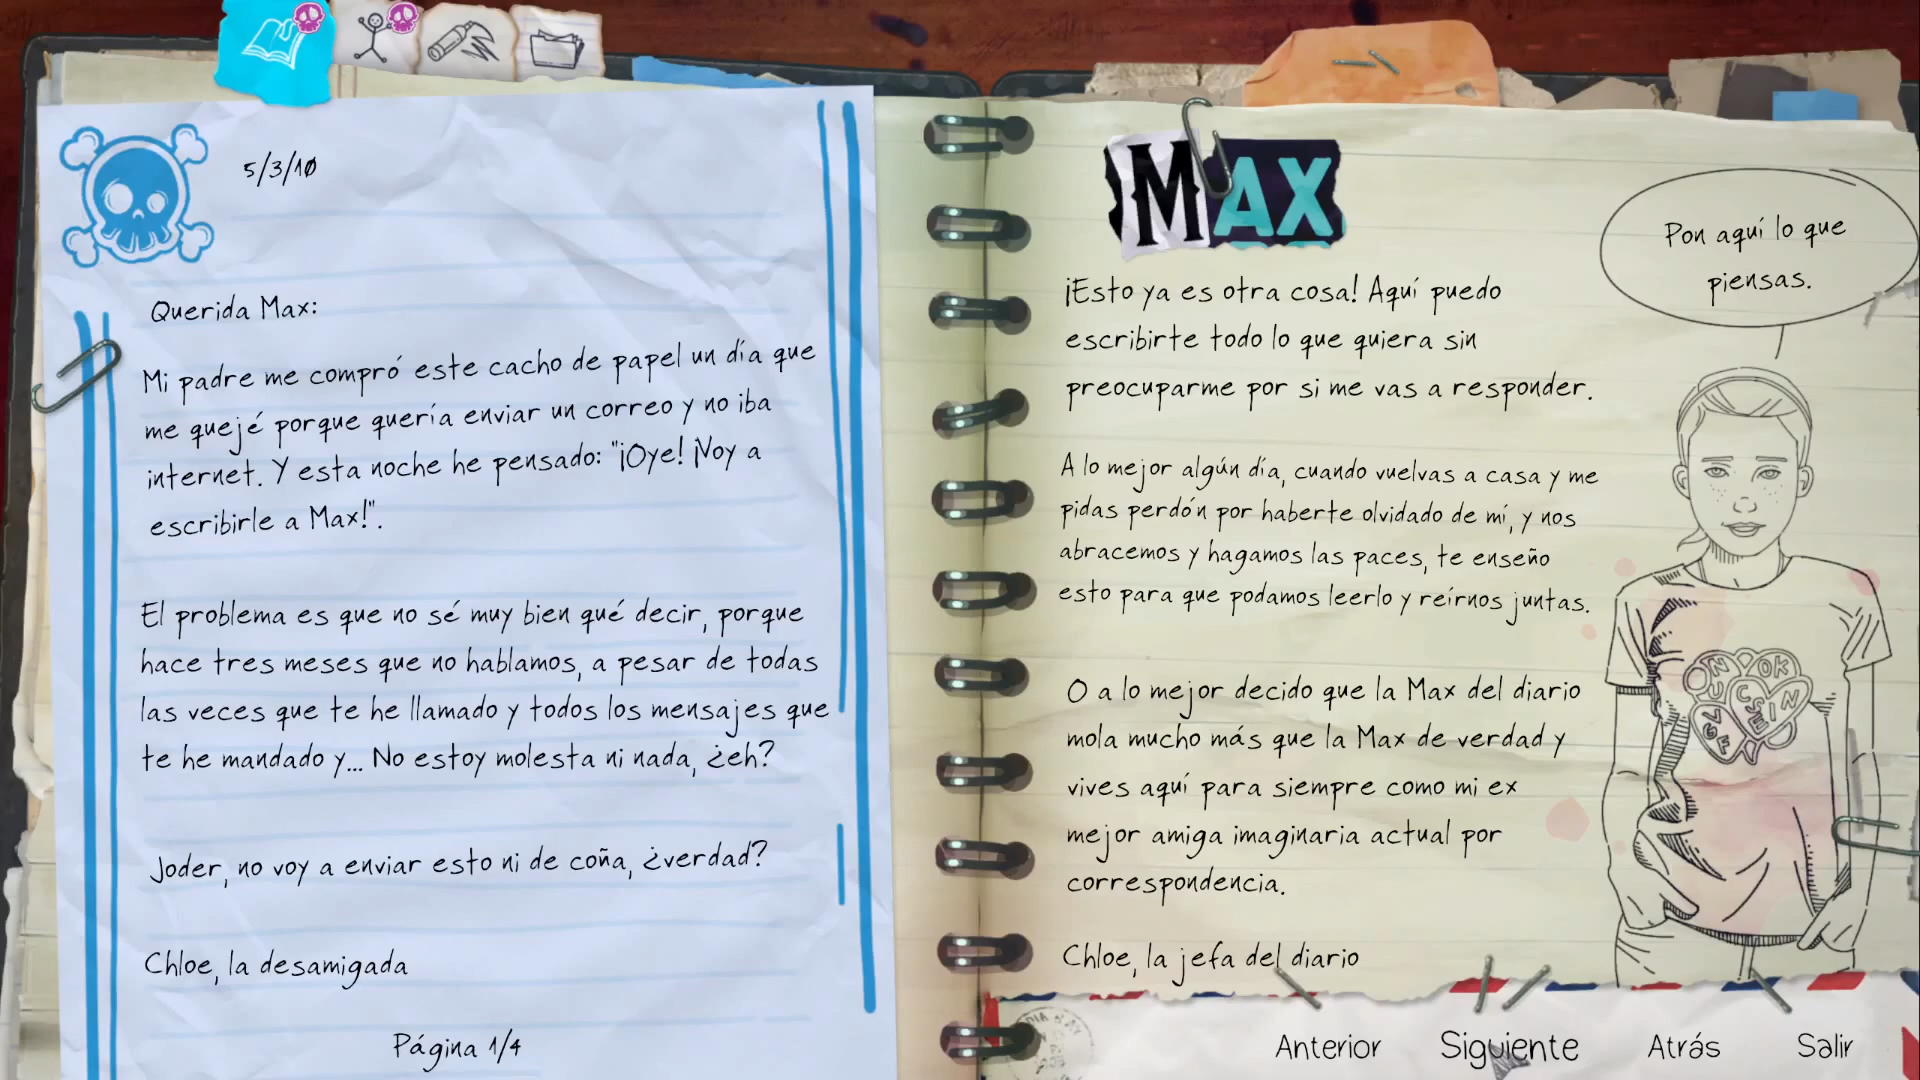 5/3/10
Querida Max:
Mi padre me compró este cacho de papel un día que
me quejé porque quería enviar un correo y no iba
internet. Y esta noche he pensado: "¡Oye! ¡Voy a
escribirle a Max!".
El problema es que no sé muy bien qué decir, porque
hace tres meses que no hablamos, a pesar de todas
las veces que te he llamado y todos los mensajes que
te he mandado y... No estoy molesta ni nada, ¿eh?
Joder, no voy a enviar esto ni de coña, ¿verdad?
Chloe, la desamigada
Página 1/4
MAX
¡Esto ya es otra cosa! Aquí puedo
escribirte todo lo que quiera sin
preocuparme por si me vas a responder.
A lo mejor algún día, cuando vuelvas a casa y me
pidas perdón por haberte olvidado de mí, y nos
abracemos y hagamos las paces, te enseño
esto para que podamos leerlo y reírnos juntas.
O a lo mejor decido que la Max del diario
mola mucho más que la Max de verdad y
vives aquí para siempre como mi ex
mejor amiga imaginaria actual por
correspondencia.
Chloe, la jefa del diario
Pon aquí lo que
piensas.
Anterior Siguiente Atrás Salir